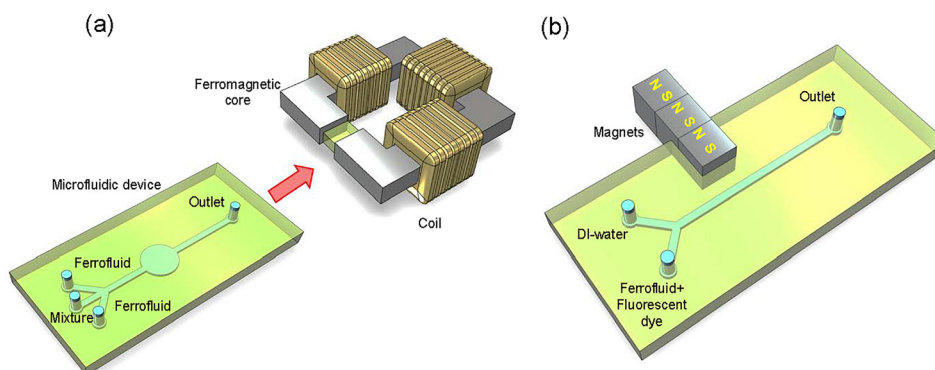 (a)
Ferromagnetic
core
Microfluidic device
Outlet
Coil
Ferrofluid
Mixture
Ferrofluid
(b)
N S N S N S
Magnets
Outlet
DI-water
Ferrofluid+
Fluorescent
dye